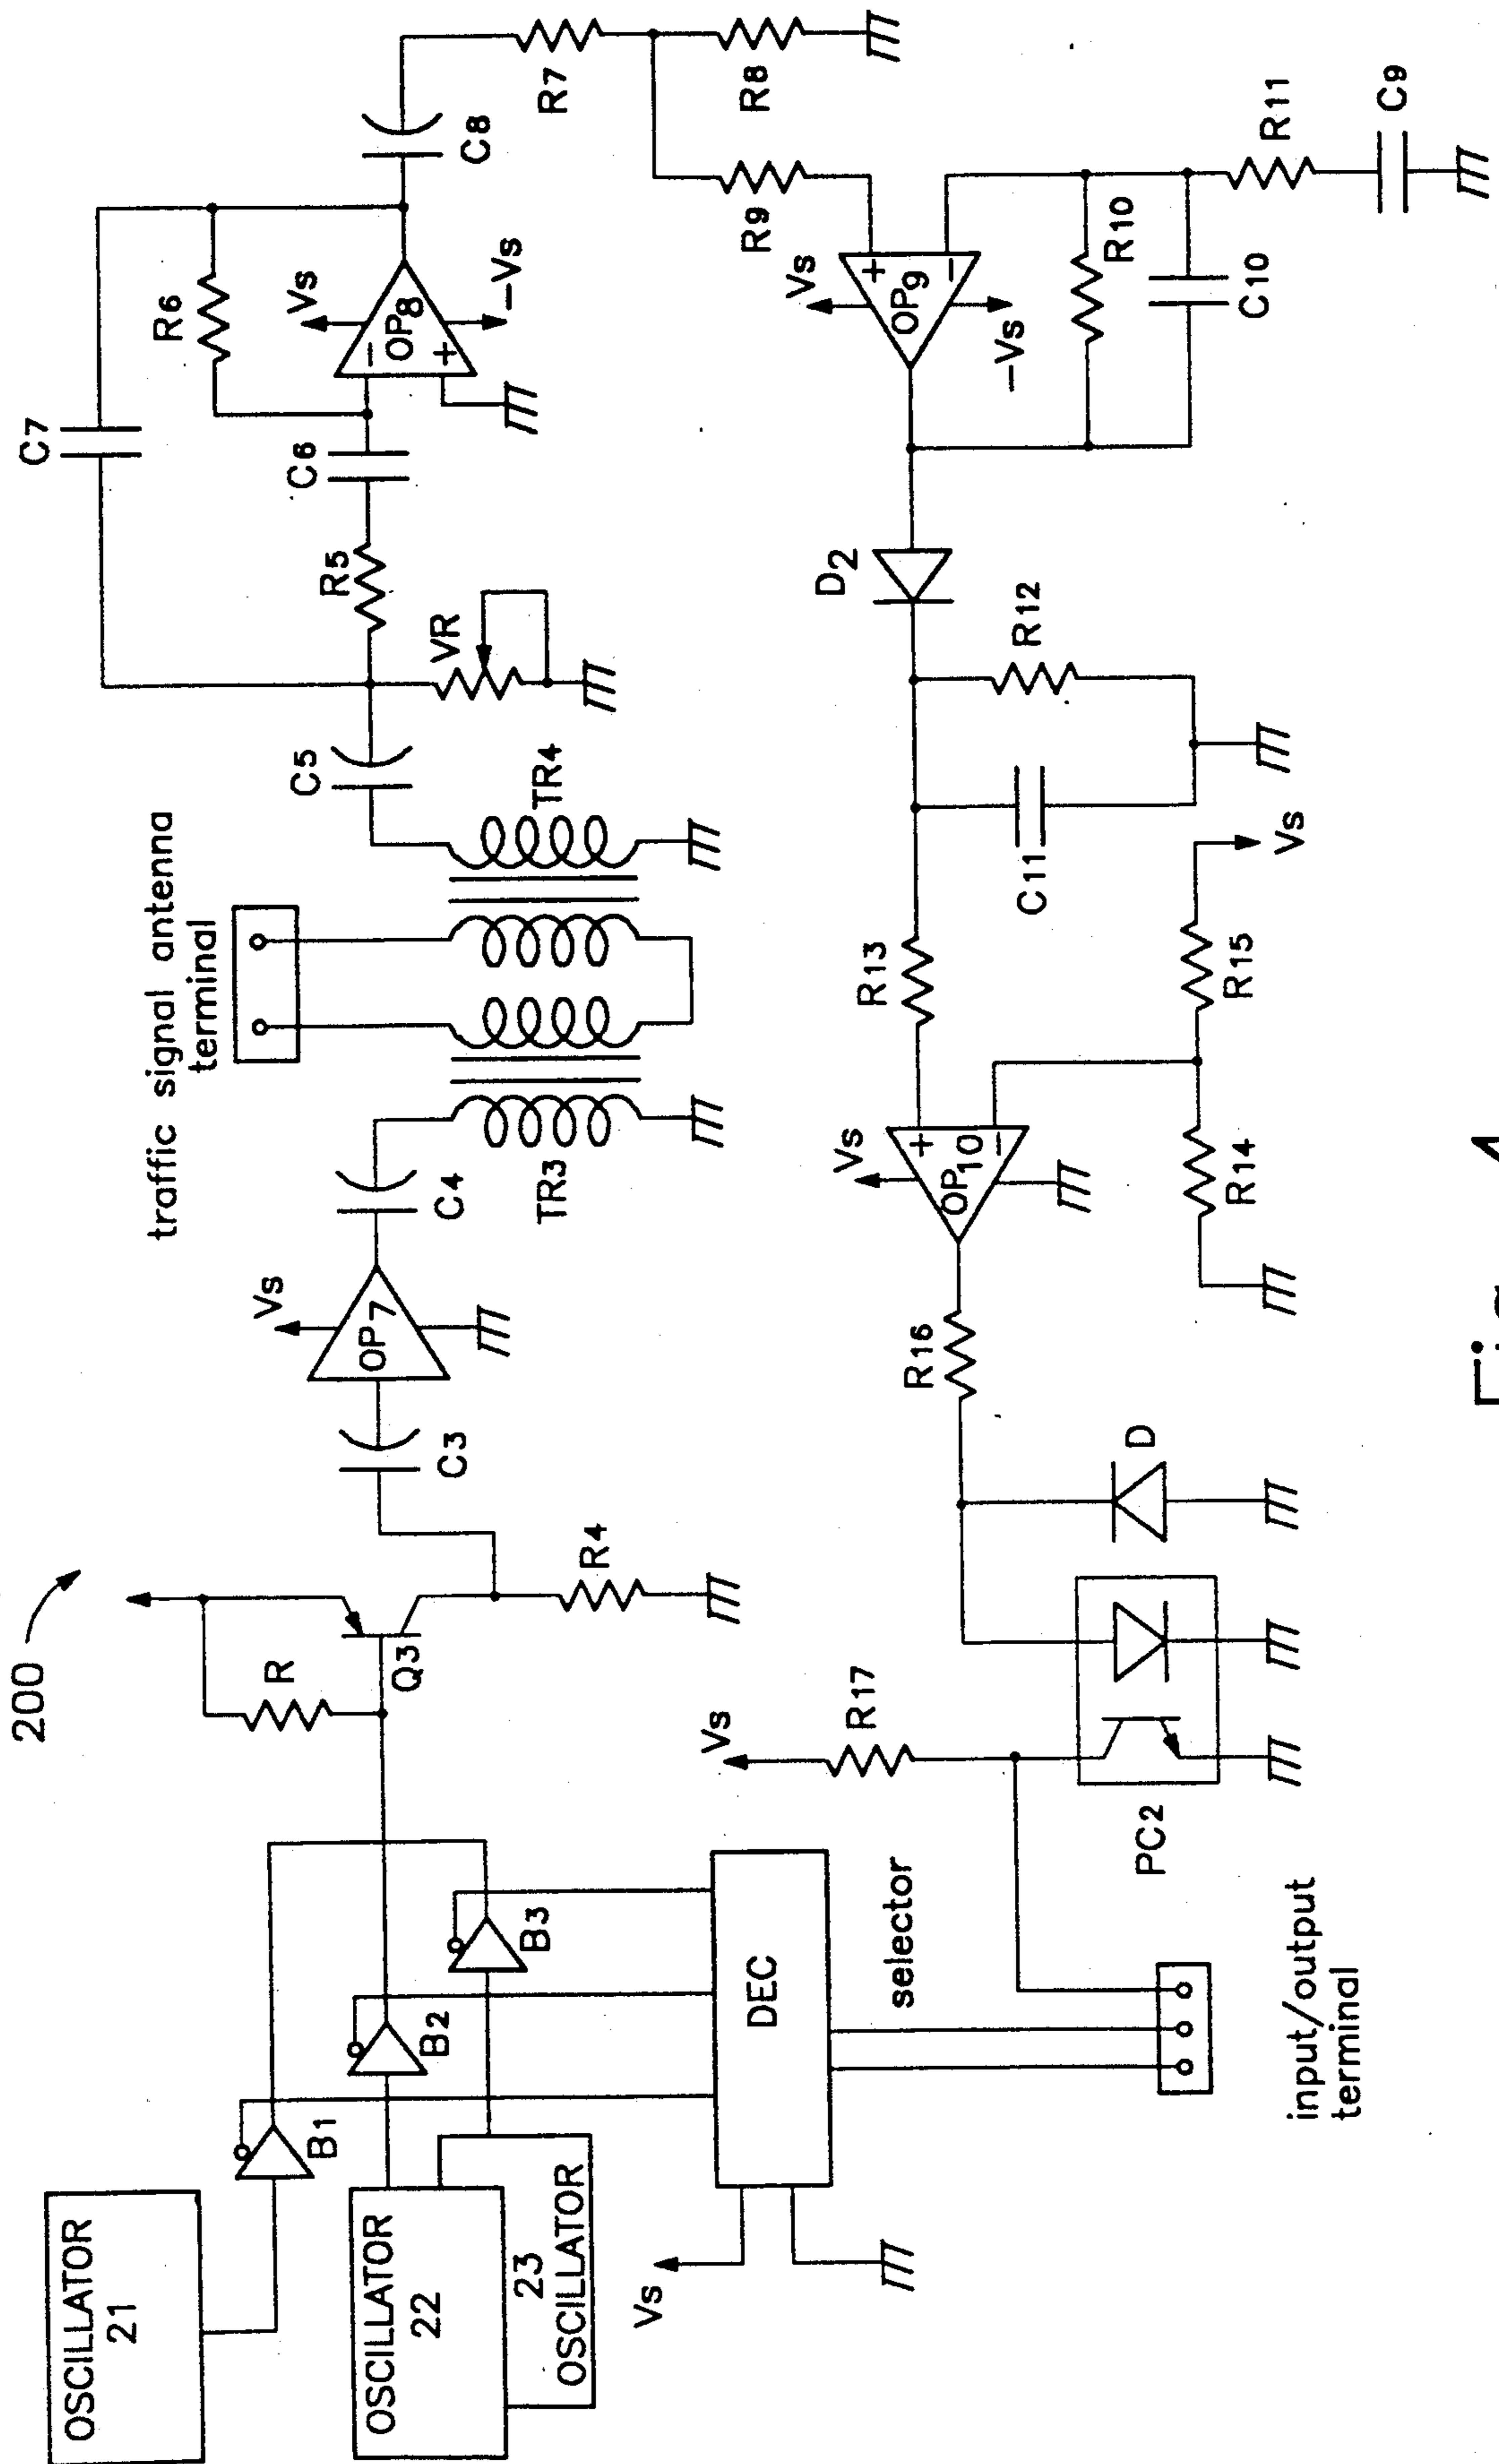 200
OSCILLATOR
21
OSCILLATOR
22
23
OSCILLATOR
B1
B2
B3
R
Q3
R4
C3
Vs
OP7
C4
TR3
traffic signal antenna
terminal
TR4
C5
VR
R5
C6
C7
R6
Vs
OP8
−
+
−Vs
C8
R7
R8
R9
Vs
OP9
+
−
−Vs
R10
C10
R11
C9
D2
R12
C11
R13
Vs
R15
R14
Vs
OP10
+
−
R16
D
PC2
R17
Vs
Vs
DEC
selector
input/output
terminal